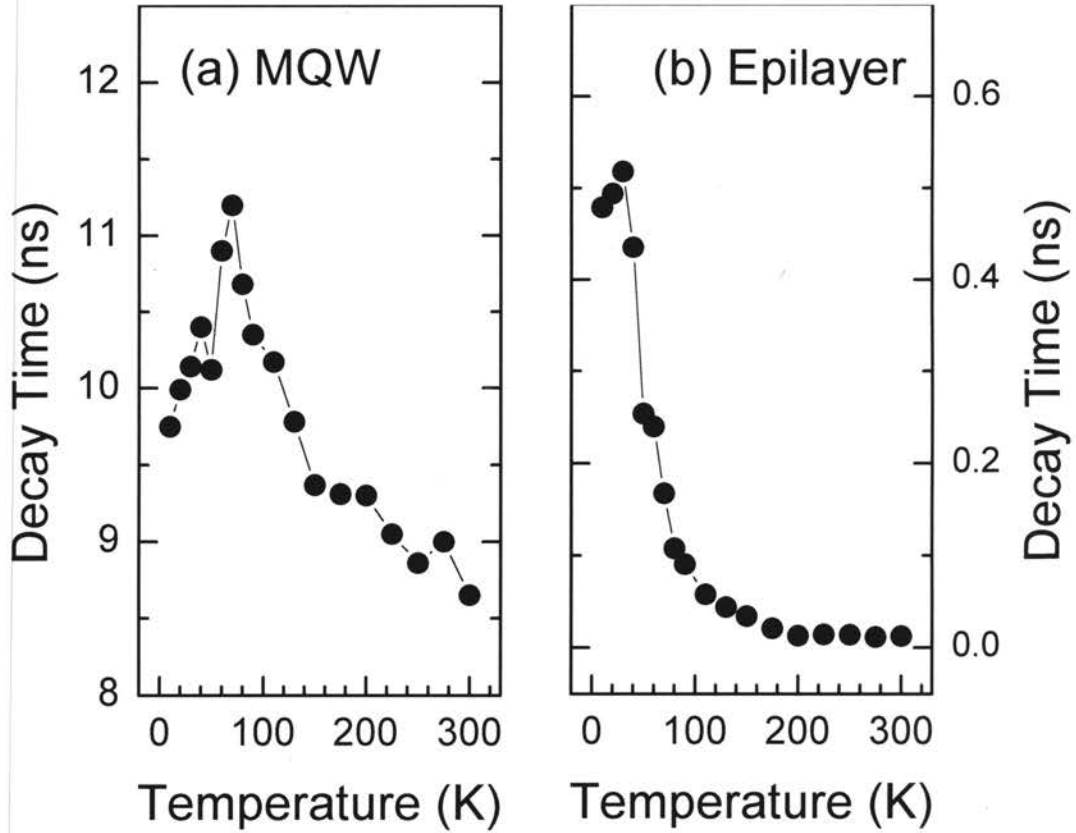 (a) MQW
12
11
10
9
8
Decay Time (ns)
0 100 200 300
Temperature (K)
(b) Epilayer
0.6
0.4
0.2
0.0
Decay Time (ns)
0 100 200 300
Temperature (K)